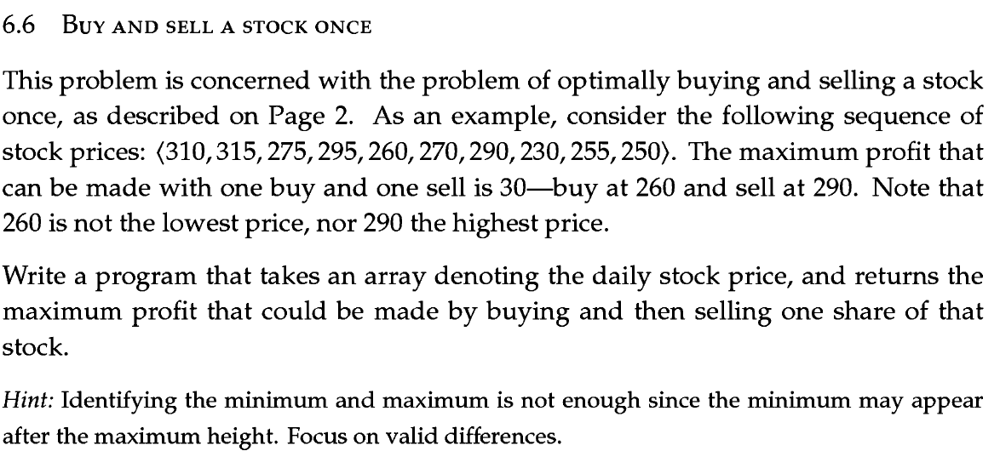 6.6 Buy and sell a stock once
This problem is concerned with the problem of optimally buying and selling a stock
once, as described on Page 2. As an example, consider the following sequence of
stock prices: ⟨310, 315, 275, 295, 260, 270, 290, 230, 255, 250⟩. The maximum profit that
can be made with one buy and one sell is 30—buy at 260 and sell at 290. Note that
260 is not the lowest price, nor 290 the highest price.
Write a program that takes an array denoting the daily stock price, and returns the
maximum profit that could be made by buying and then selling one share of that
stock.
Hint: Identifying the minimum and maximum is not enough since the minimum may appear
after the maximum height. Focus on valid differences.